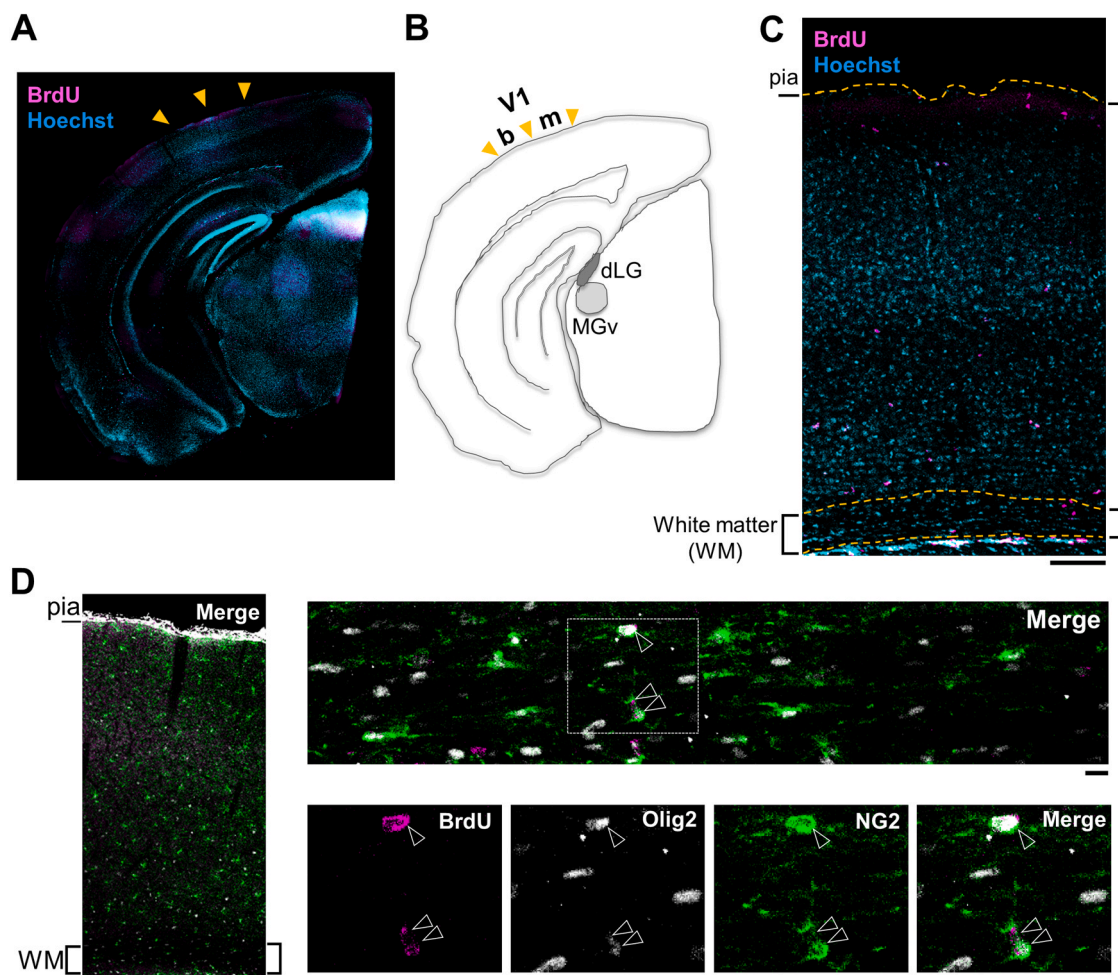 A
BrdU
Hoechst
B
V1
b
m
dLG
MGv
C
BrdU
Hoechst
pia
White matter
(WM)
D
pia
Merge
WM
Merge
BrdU
Olig2
NG2
Merge